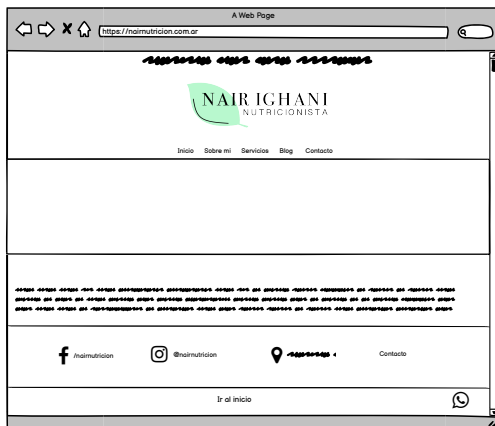 A Web Page
https://nairnutricion.com.ar
NAIR IGHANI
NUTRICIONISTA
Inicio Sobre mi Servicios Blog Contacto
/nairnutricion @nairnutricion Contacto
Ir al inicio